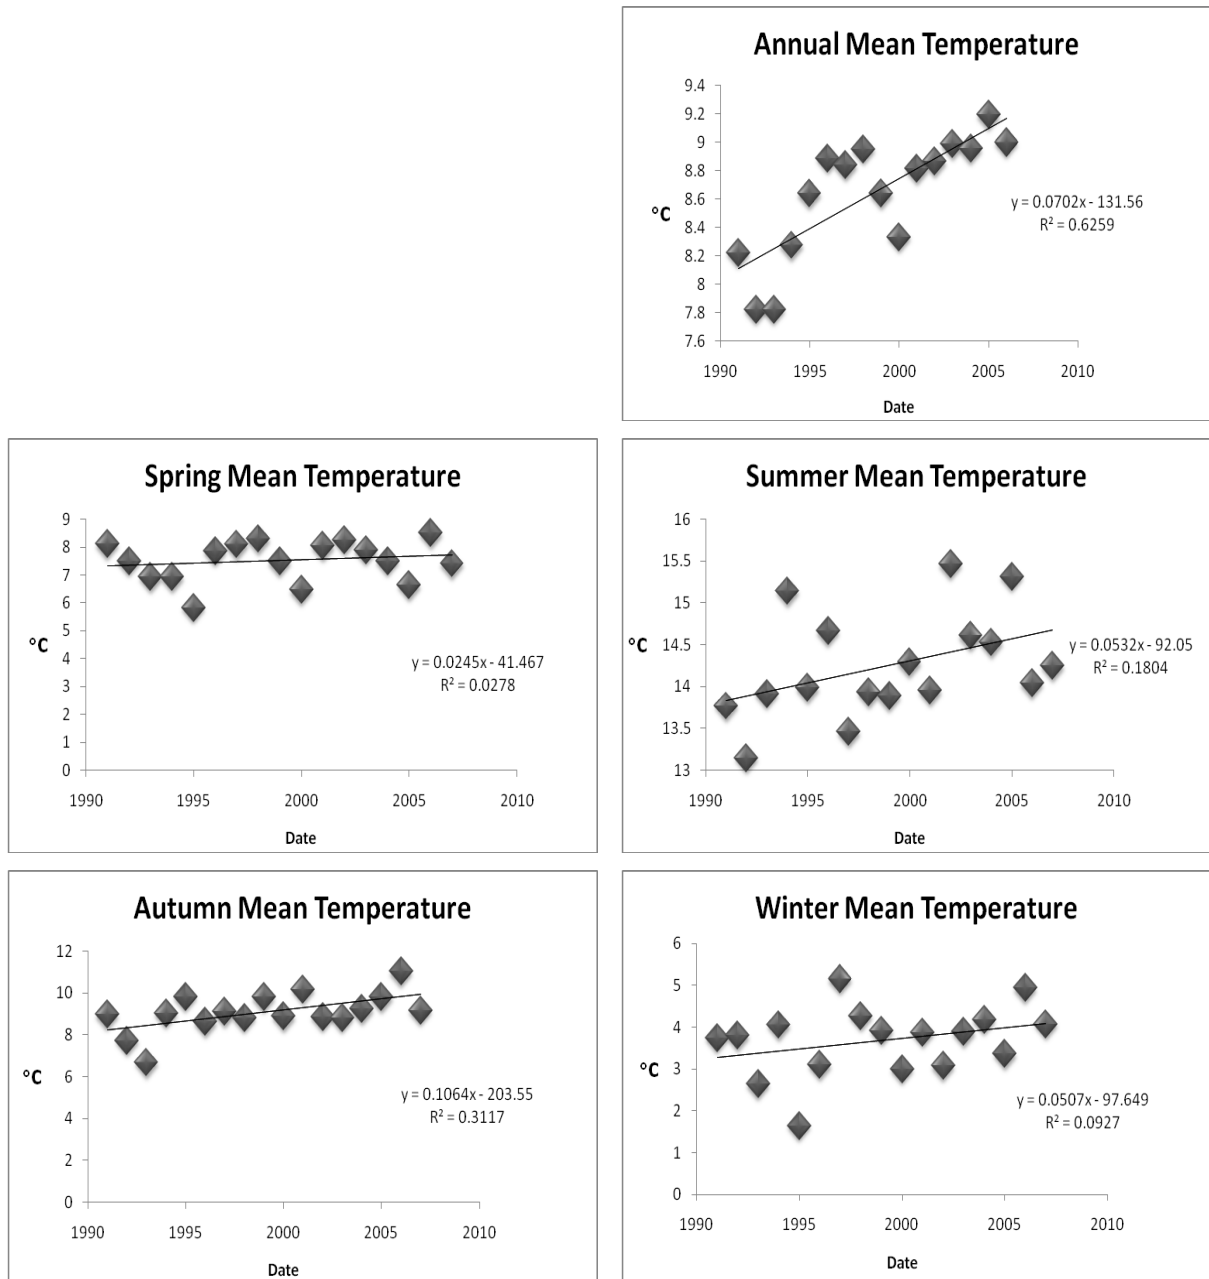 Annual Mean Temperature
9.4
9.2
9
8.8
8.6
8.4
8.2
8
7.8
7.6
°C
y = 0.0702x - 131.56
R² = 0.6259
1990 1995 2000 2005 2010
Date
Spring Mean Temperature
9
8
7
6
5
4
3
2
1
0
°C
y = 0.0245x - 41.467
R² = 0.0278
1990 1995 2000 2005 2010
Date
Summer Mean Temperature
16
15.5
15
14.5
14
13.5
13
°C
y = 0.0532x - 92.05
R² = 0.1804
1990 1995 2000 2005 2010
Date
Autumn Mean Temperature
12
10
8
6
4
2
0
°C
y = 0.1064x - 203.55
R² = 0.3117
1990 1995 2000 2005 2010
Date
Winter Mean Temperature
6
5
4
3
2
1
0
°C
y = 0.0507x - 97.649
R² = 0.0927
1990 1995 2000 2005 2010
Date